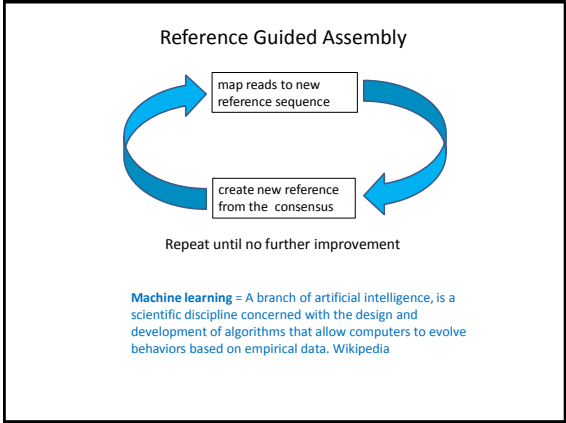 Reference Guided Assembly
map reads to new
reference sequence
create new reference
from the  consensus
Repeat until no further improvement
Machine learning = A branch of artificial intelligence, is a
scientific discipline concerned with the design and
development of algorithms that allow computers to evolve
behaviors based on empirical data. Wikipedia